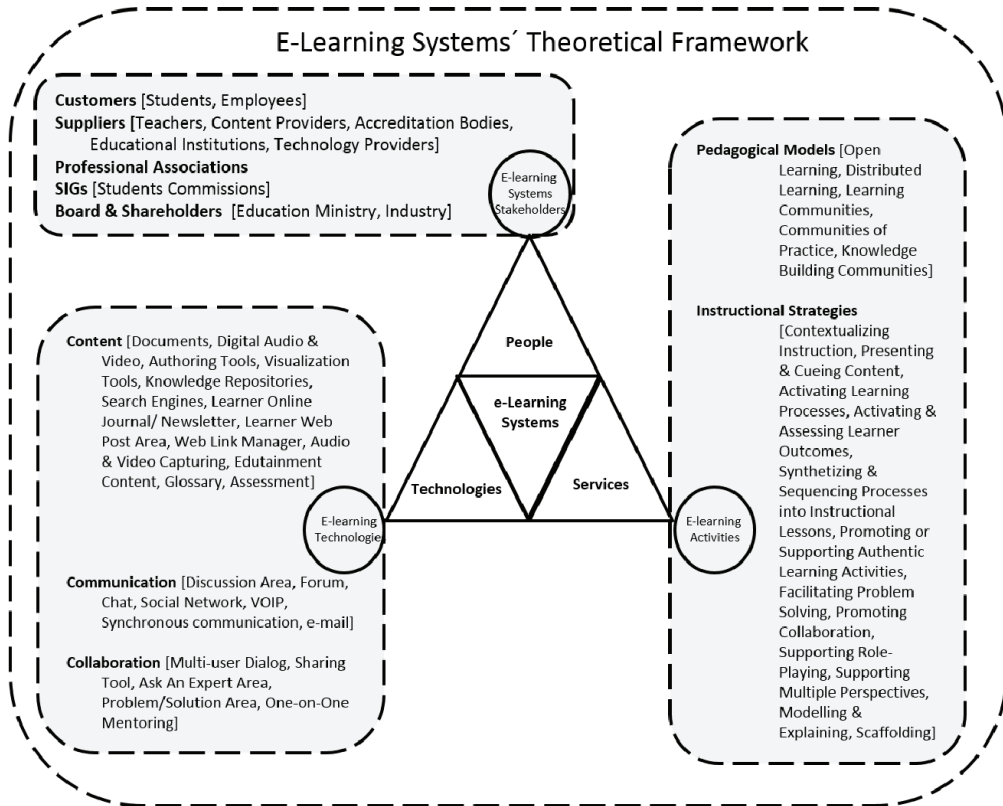 E-Learning Systems´ Theoretical Framework
Customers [Students, Employees]
Suppliers [Teachers, Content Providers, Accreditation Bodies,
Educational Institutions, Technology Providers]
Professional Associations
SIGs [Students Commissions]
Board & Shareholders [Education Ministry, Industry]
E-learning
Systems
Stakeholders
Pedagogical Models [Open
Learning, Distributed
Learning, Learning
Communities,
Communities of
Practice, Knowledge
Building Communities]
Instructional Strategies
[Contextualizing
Instruction, Presenting
& Cueing Content,
Activating Learning
Processes, Activating &
Assessing Learner
Outcomes,
Synthetizing &
Sequencing Processes
into Instructional
Lessons, Promoting or
Supporting Authentic
Learning Activities,
Facilitating Problem
Solving, Promoting
Collaboration,
Supporting Role-
Playing, Supporting
Multiple Perspectives,
Modelling &
Explaining, Scaffolding]
Content [Documents, Digital Audio &
Video, Authoring Tools, Visualization
Tools, Knowledge Repositories,
Search Engines, Learner Online
Journal/ Newsletter, Learner Web
Post Area, Web Link Manager, Audio
& Video Capturing, Edutainment
Content, Glossary, Assessment]
Communication [Discussion Area, Forum,
Chat, Social Network, VOIP,
Synchronous communication, e-mail]
Collaboration [Multi-user Dialog, Sharing
Tool, Ask An Expert Area,
Problem/Solution Area, One-on-One
Mentoring]
People
e-Learning
Systems
Technologies
Services
E-learning
Technologie
E-learning
Activities